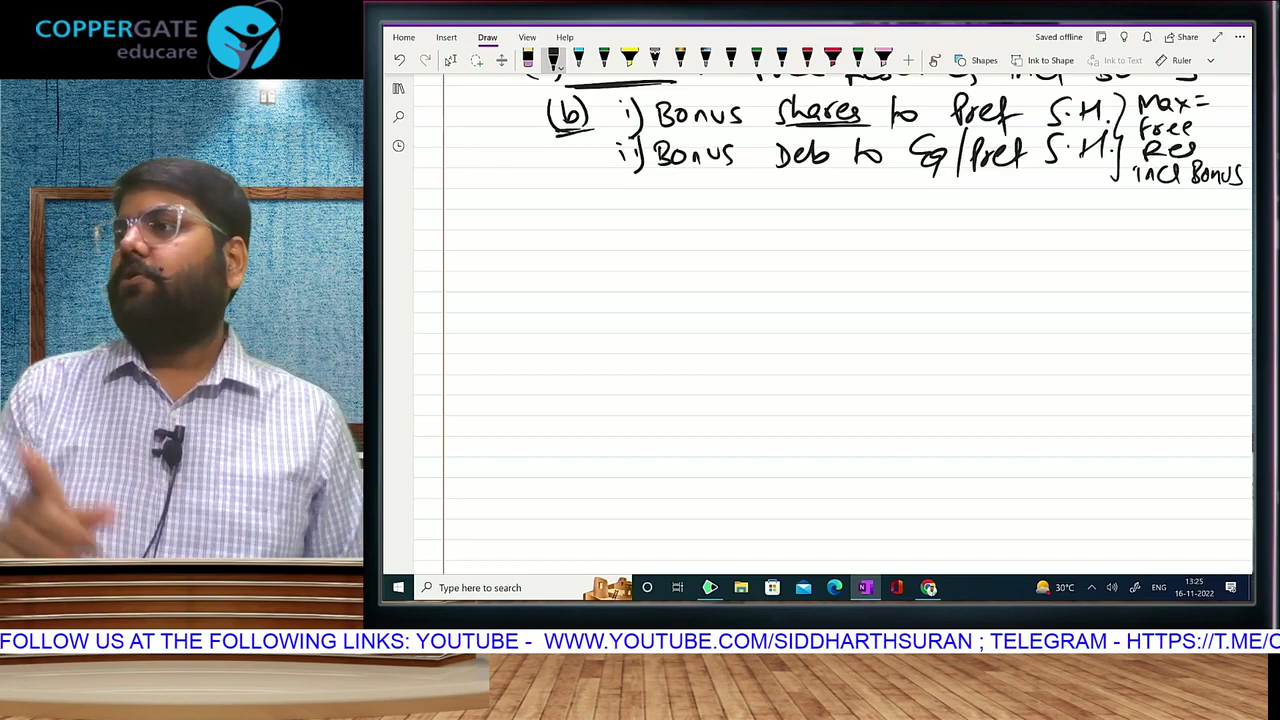 COPPERGATE
educare
Home Insert Draw View Help
Saved offline
Share
Shapes
Ink to Shape
Ink to Text
Ruler
(b) i) Bonus shares to Pref S.H.
ii) Bonus Deb to Eq/Pref S.H.
Max =
Free
Res
incl Bonus
Type here to search
30°C
ENG
13:25
16-11-2022
FOLLOW US AT THE FOLLOWING LINKS: YOUTUBE - WWW.YOUTUBE.COM/SIDDHARTHSURAN ; TELEGRAM - HTTPS://T.ME/C